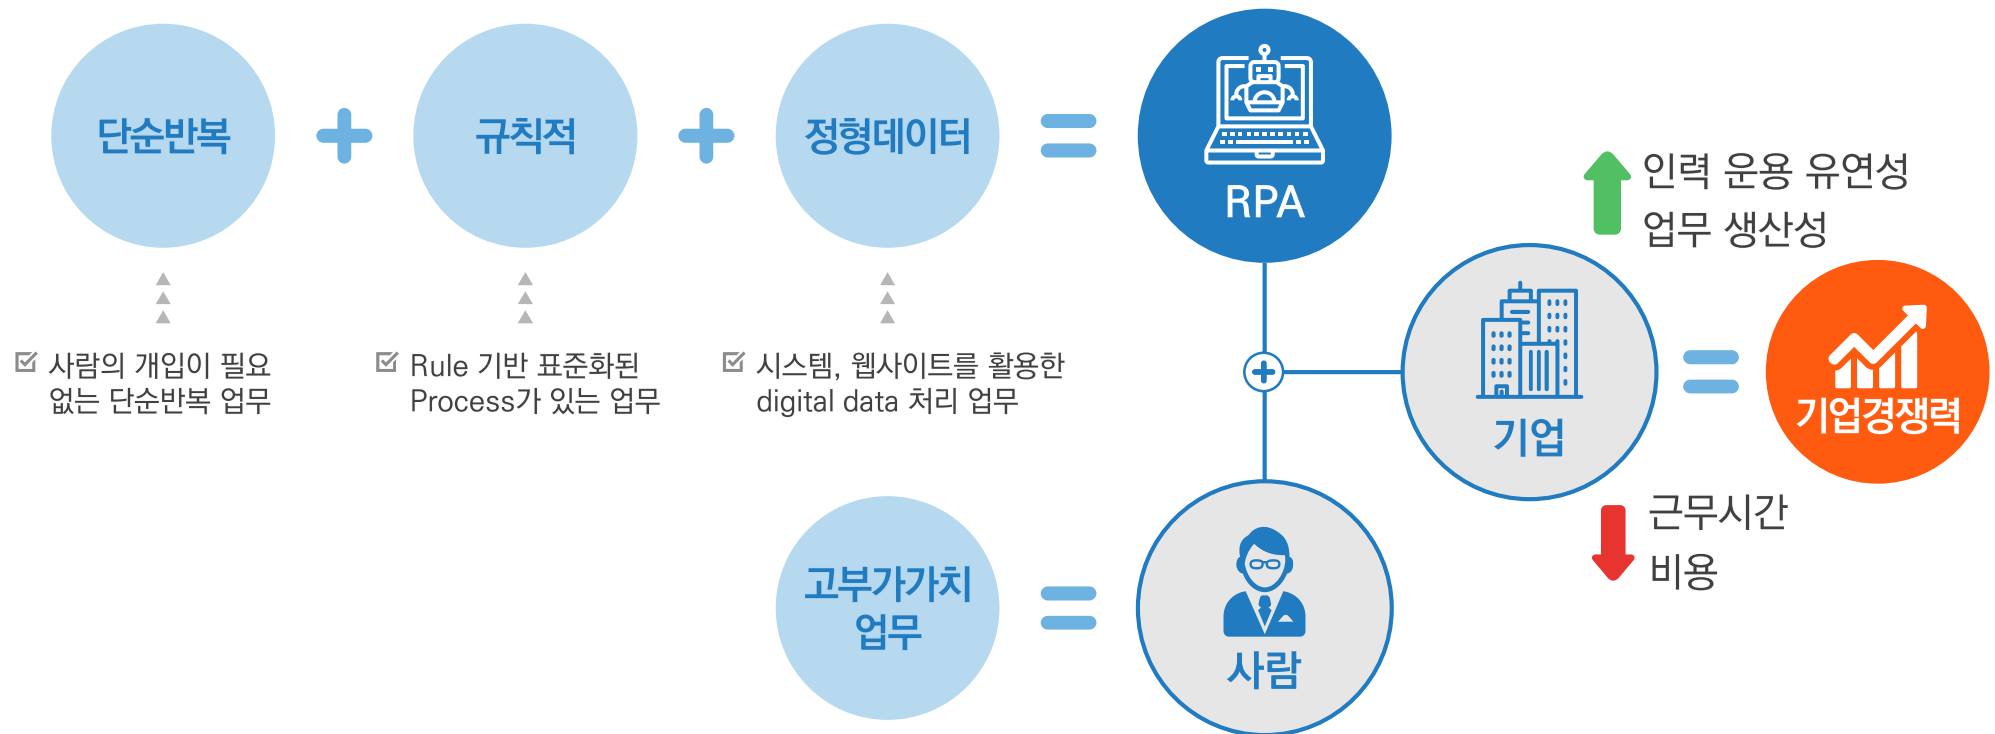 단순반복
규칙적
정형데이터
RPA
사람의 개입이 필요
없는 단순반복 업무
Rule 기반 표준화된
Process가 있는 업무
시스템, 웹사이트를 활용한
digital data 처리 업무
인력 운용 유연성
업무 생산성
기업
기업경쟁력
근무시간
비용
고부가가치
업무
사람